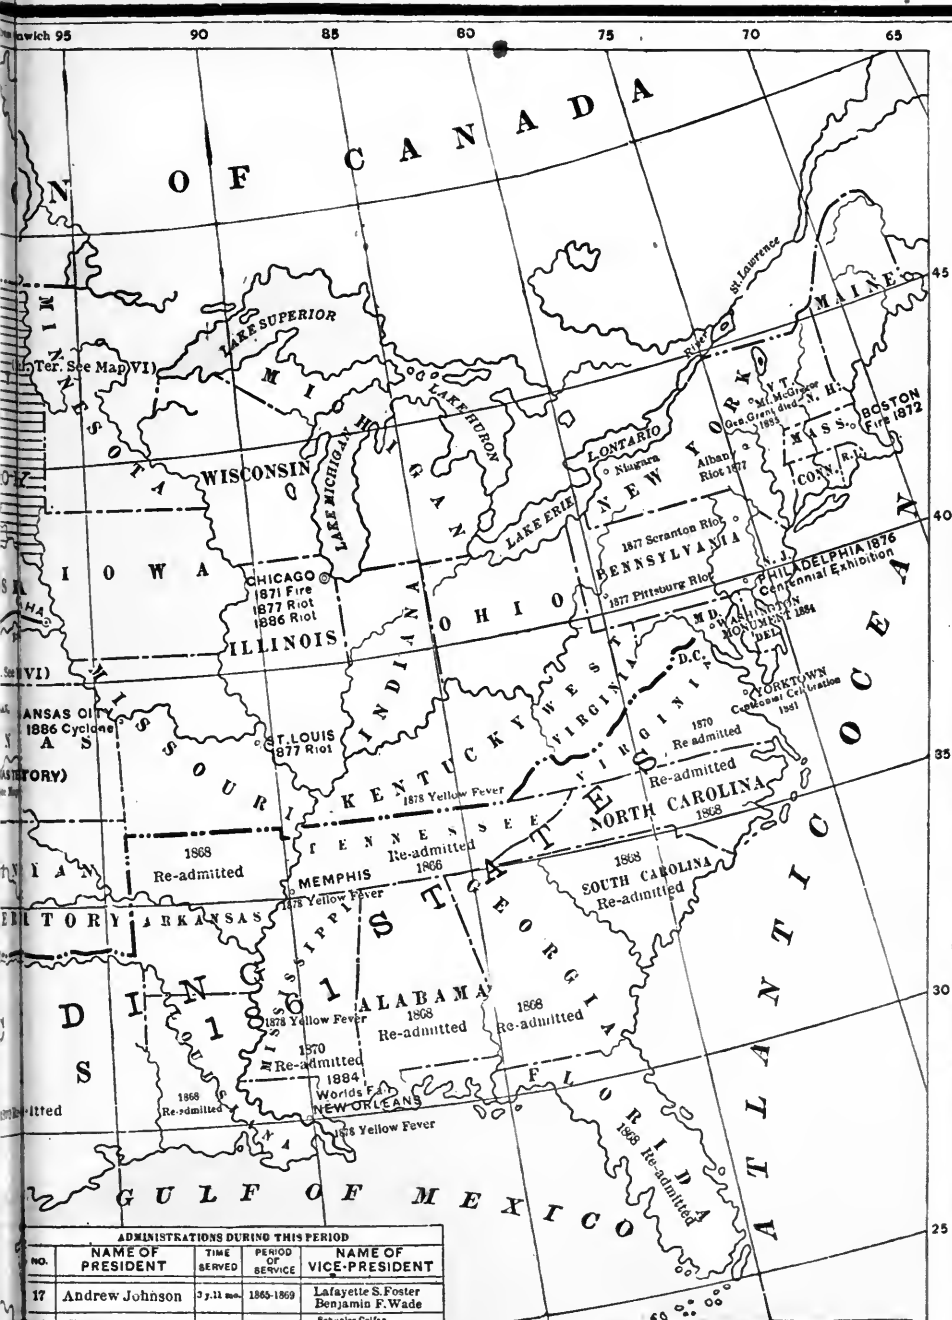 95 90 85 80 75 70 65
N OF CANADA
St. Lawrence
River
MAINE
45
LAKE SUPERIOR
MINNESOTA
Ter. See Map VI)
MICHIGAN
LAKE HURON
VT.
Mt. McGregor
Gen. Grant died
1885
N. H.
BOSTON
Fire 1872
MASS.
R. I.
CONN.
WISCONSIN
LAKE MICHIGAN
L. ONTARIO
Niagara
NEW YORK
Albany
Riot 1877
LAKE ERIE
40
1877 Scranton Riot
PENNSYLVANIA
1877 Pittsburg Riot
N. J.
PHILADELPHIA 1876
Centennial Exhibition
IOWA
CHICAGO
1871 Fire
1877 Riot
1886 Riot
ILLINOIS
INDIANA
OHIO
MD.
WASHINGTON
MONUMENT 1884
DEL.
D.C.
VI)
KANSAS CITY
1886 Cyclone
MISSOURI
ST. LOUIS
1877 Riot
WEST
VIRGINIA
VIRGINIA
1870
Re admitted
YORKTOWN
Centennial Celebration
1881
KENTUCKY
1878 Yellow Fever
35
TORY)
Re-admitted
NORTH CAROLINA
1868
TENNESSEE
Re-admitted
1866
1868
Re-admitted
MEMPHIS
1878 Yellow Fever
1868
SOUTH CAROLINA
Re-admitted
IAN
TERRITORY
ARKANSAS
STATES
MISSISSIPPI
GEORGIA
30
DING
1861
S
1878 Yellow Fever
1870
Re-admitted
ALABAMA
1868
Re-admitted
1868
Re-admitted
LOUISIANA
1868
Re-admitted
1884
Worlds Fair
NEW ORLEANS
1878 Yellow Fever
FLORIDA
1868 Re-admitted
GULF OF MEXICO
ATLANTIC OCEAN
25
ADMINISTRATIONS DURING THIS PERIOD
NO. NAME OF PRESIDENT TIME SERVED PERIOD OF SERVICE NAME OF VICE-PRESIDENT
17 Andrew Johnson 3 y. 11 mo. 1865-1869 Lafayette S. Foster
Benjamin F. Wade